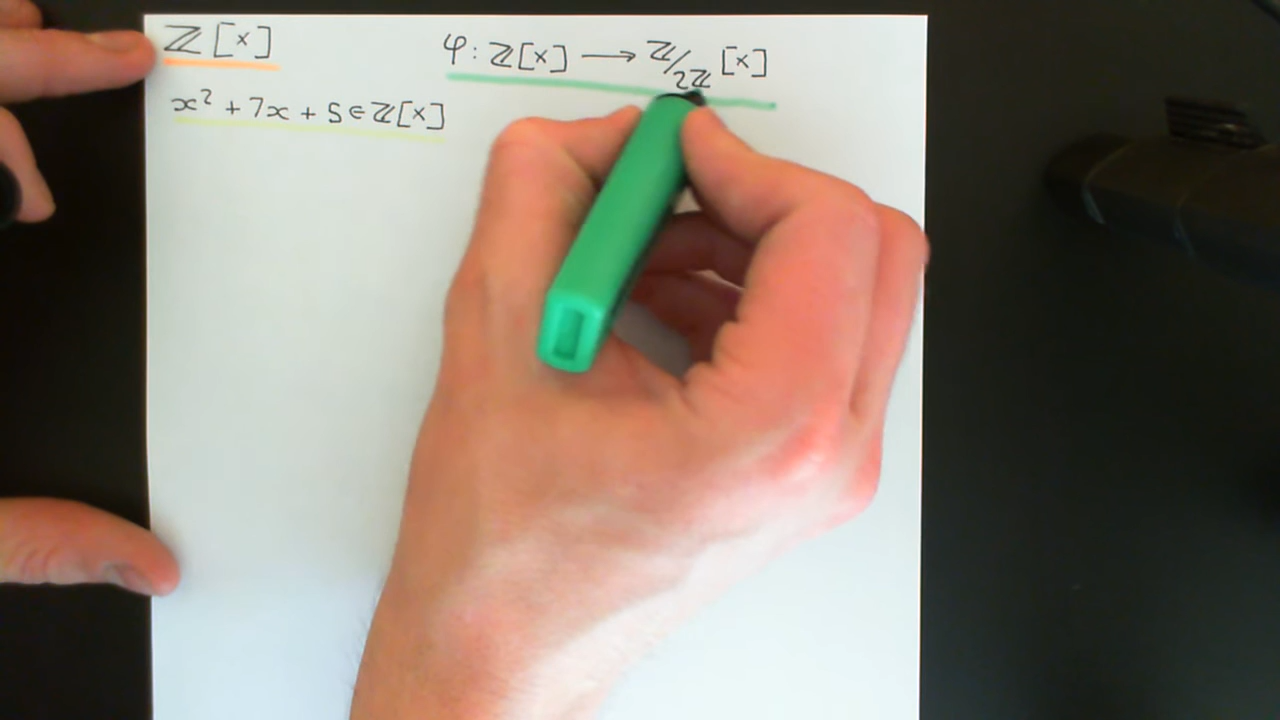 ℤ[x]
φ: ℤ[x] ⟶ ℤ/2ℤ [x]
x² + 7x + 5 ∈ ℤ[x]